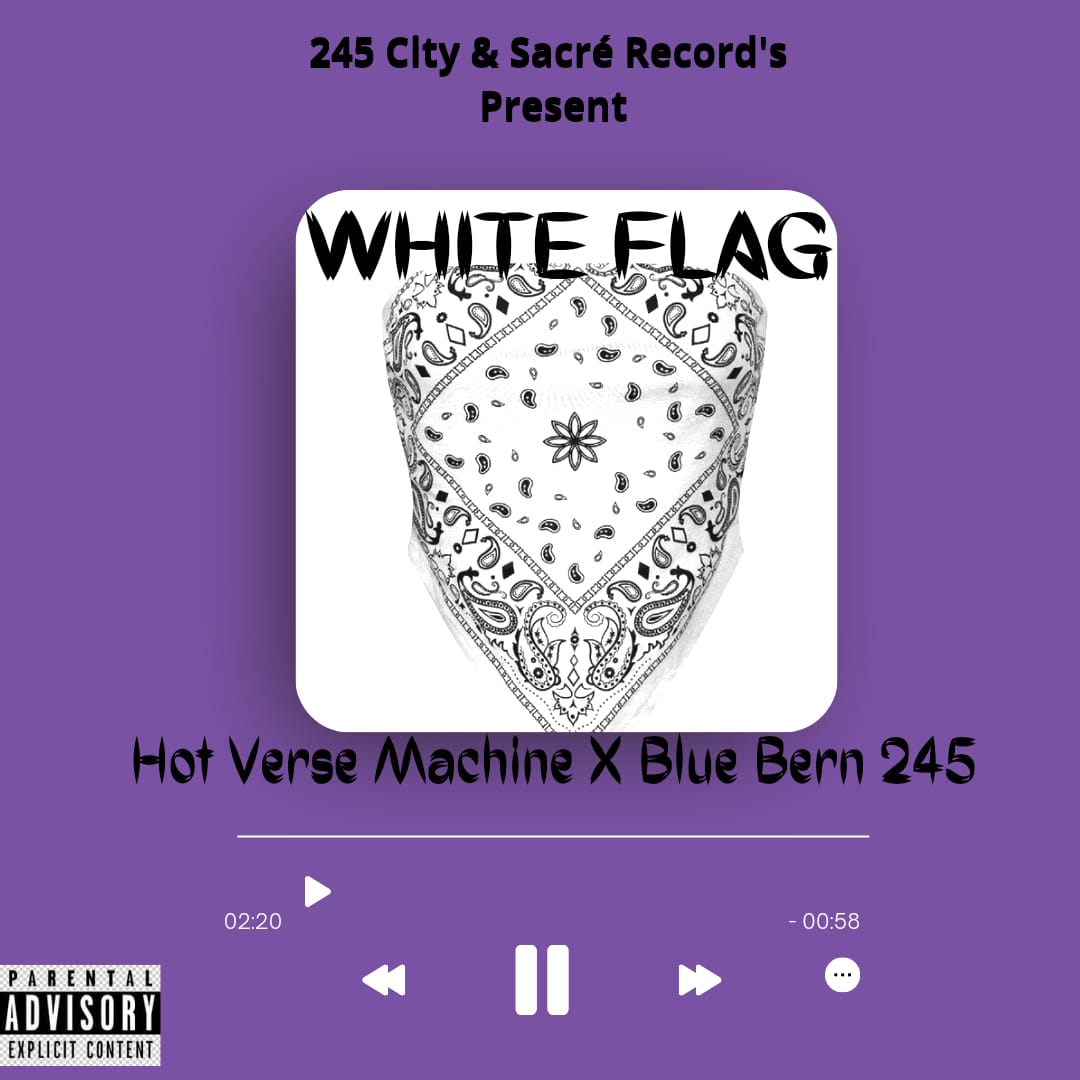 245 City & Sacré Record's
Present
WHITE FLAG
Hot Verse Machine X Blue Bern 245
02:20
- 00:58
PARENTAL
ADVISORY
EXPLICIT CONTENT